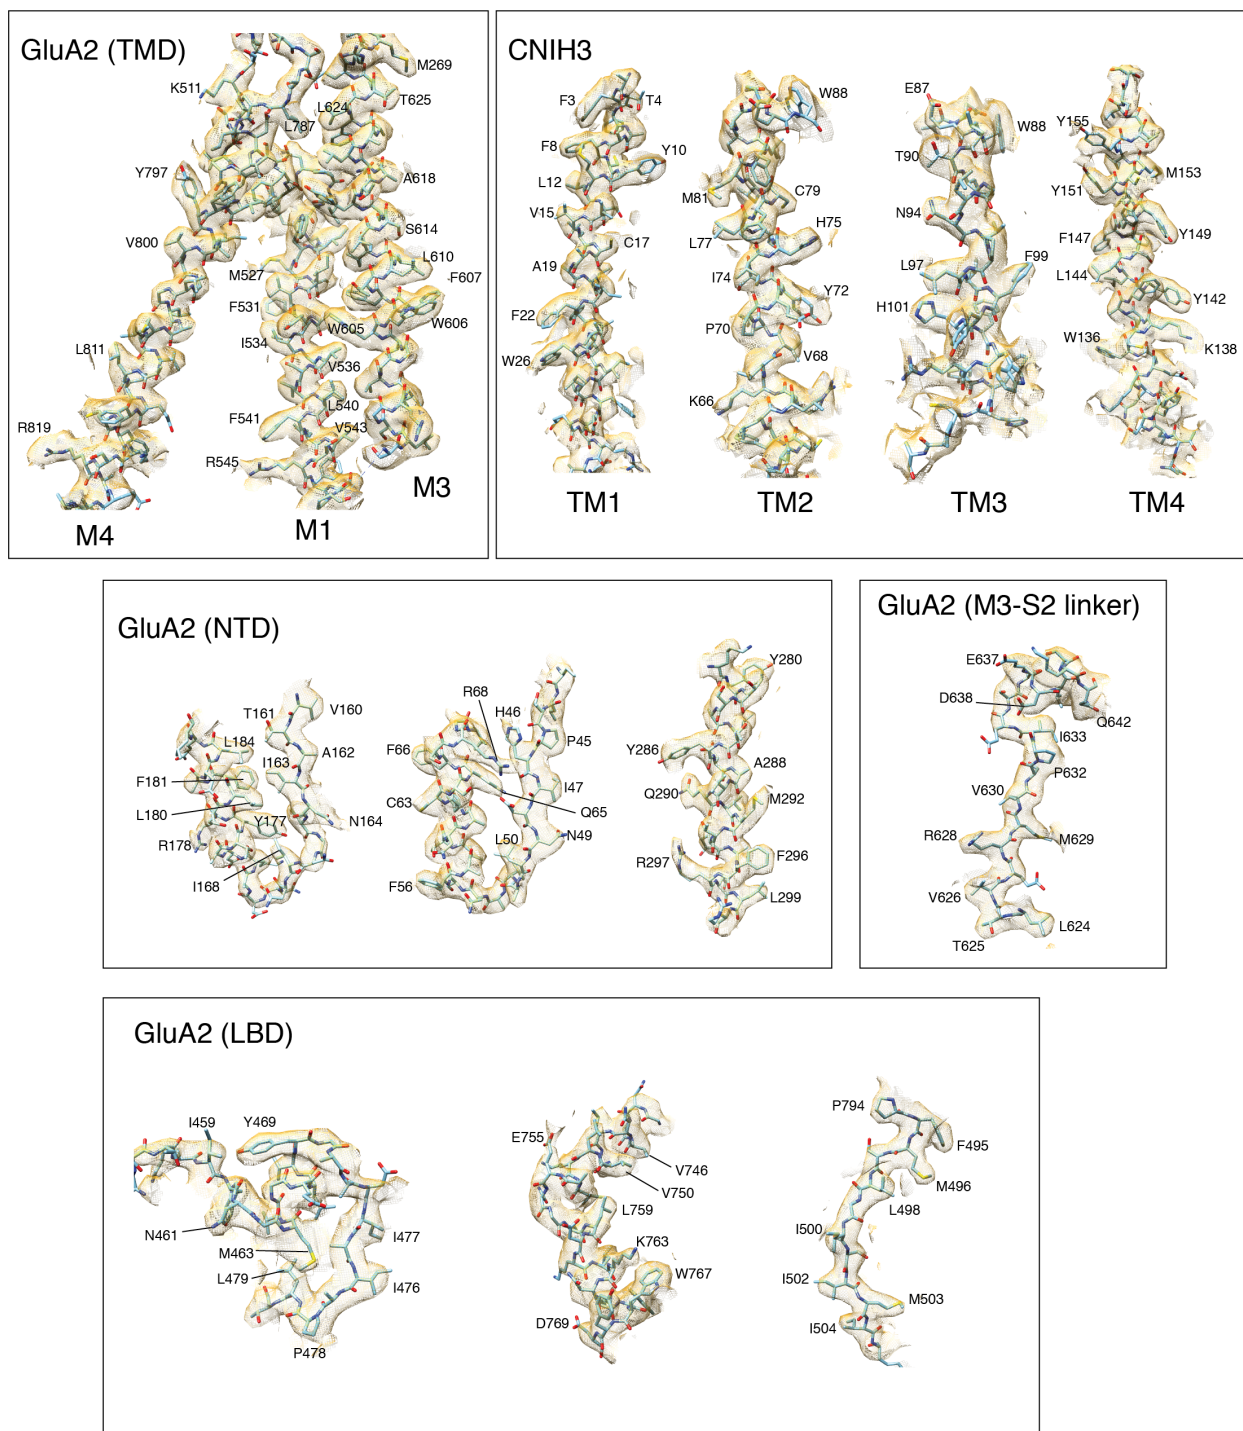 GluA2 (TMD)
M269
K511
L624
T625
L787
Y797
A618
S614
V800
L610
M527
F607
F531
W605
W606
I534
L811
V536
L540
F541
V543
R819
R545
M3
M1
M4
CNIH3
F3
T4
F8
Y10
L12
V15
C17
A19
F22
W26
TM1
W88
M81
C79
H75
L77
I74
Y72
P70
V68
K66
TM2
E87
W88
T90
N94
F99
L97
H101
TM3
Y155
M153
Y151
F147
Y149
L144
Y142
W136
K138
TM4
GluA2 (NTD)
V160
T161
L184
A162
I163
F181
L180
Y177
N164
R178
I168
R68
H46
F66
P45
I47
C63
Q65
L50
N49
F56
Y280
Y286
A288
Q290
M292
R297
F296
L299
GluA2 (M3-S2 linker)
E637
D638
Q642
I633
P632
V630
R628
M629
V626
L624
T625
GluA2 (LBD)
I459
Y469
N461
M463
I477
L479
I476
P478
E755
V746
V750
L759
K763
W767
D769
P794
F495
M496
L498
I500
I502
M503
I504